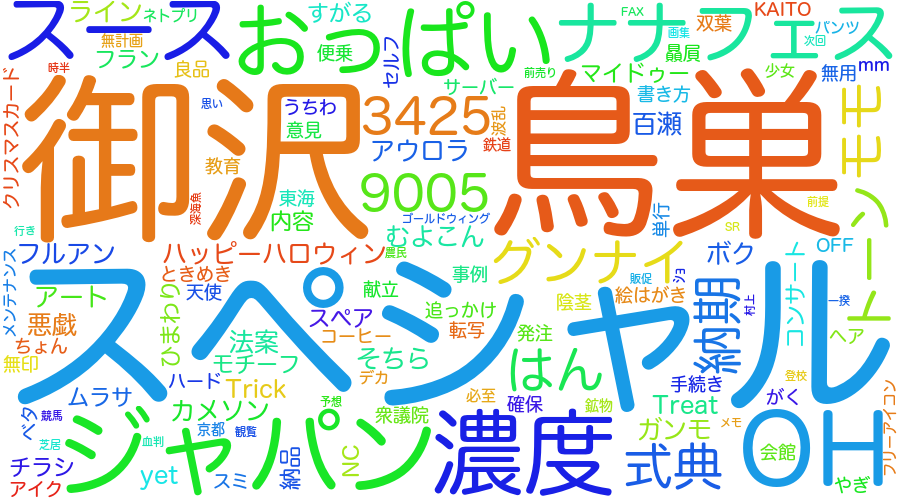 スース
ライン
ネトプリ
無計画
フラン
時半
良品
おっぱい
すがる
便乗
セルフ
サーバー
ナナフェス
FAX
画集
双葉
贔屓
KAITO
バンツ
次回
少女
無用
mm
前売り
マイドゥー
書き方
クリスマスカード
御沢
思い
教育
深海魚
うちわ
意見
東海
内容
3425
アウロラ
9005
ゴールドウィング
波乱
鉄道
百瀬
鳥巣
モモ
単行
前提
SR
トーン
行き
フルアン
メンテナンス
アート
悪戯
ちょん
無印
ハッピーハロウィン
ときめき
天使
ひまわり
むよこん
農民
献立
事例
追っかけ
転写
グンナイ
陰茎
絵はがき
販促
ショ
ボク
OFF
コンサート
村上
一揆
ヘア
納期
スペシャル
スペア
コーヒー
法案
モチーフ
そちら
デカ
発注
はん
手続き
登校
がく
フリーアイコン
ムラサ
ハード
Trick
カメソン
予想
衆議院
必至
確保
鉱物
Treat
ガンモ
メモ
ベタ
競馬
芝居
チラシ
アイク
ジャパン
血判
京都
観覧
yet
スミ
納品
NC
濃度
式典
OH
会館
やぎ